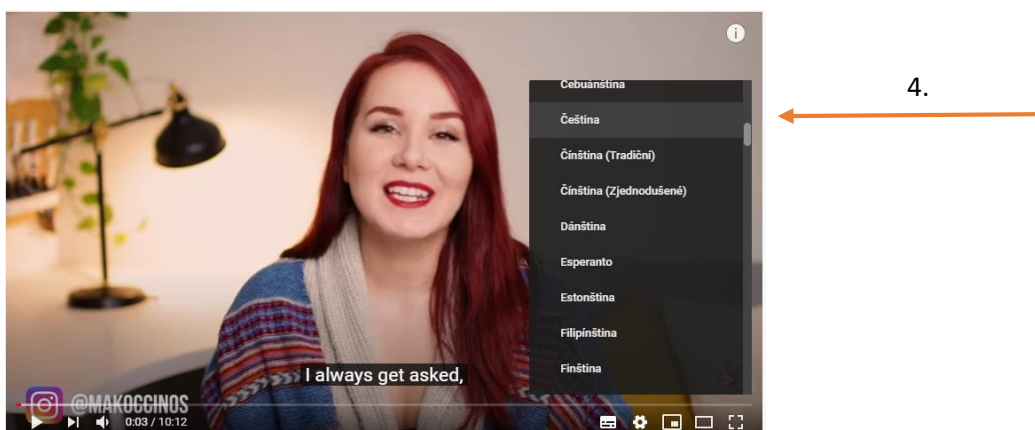 Cebuánština
Čeština
4.
Čínština (Tradiční)
Čínština (Zjednodušené)
Dánština
Esperanto
Estonština
Filipínština
Finština
I always get asked,
@MAKOCCINOS
0:03 / 10:12